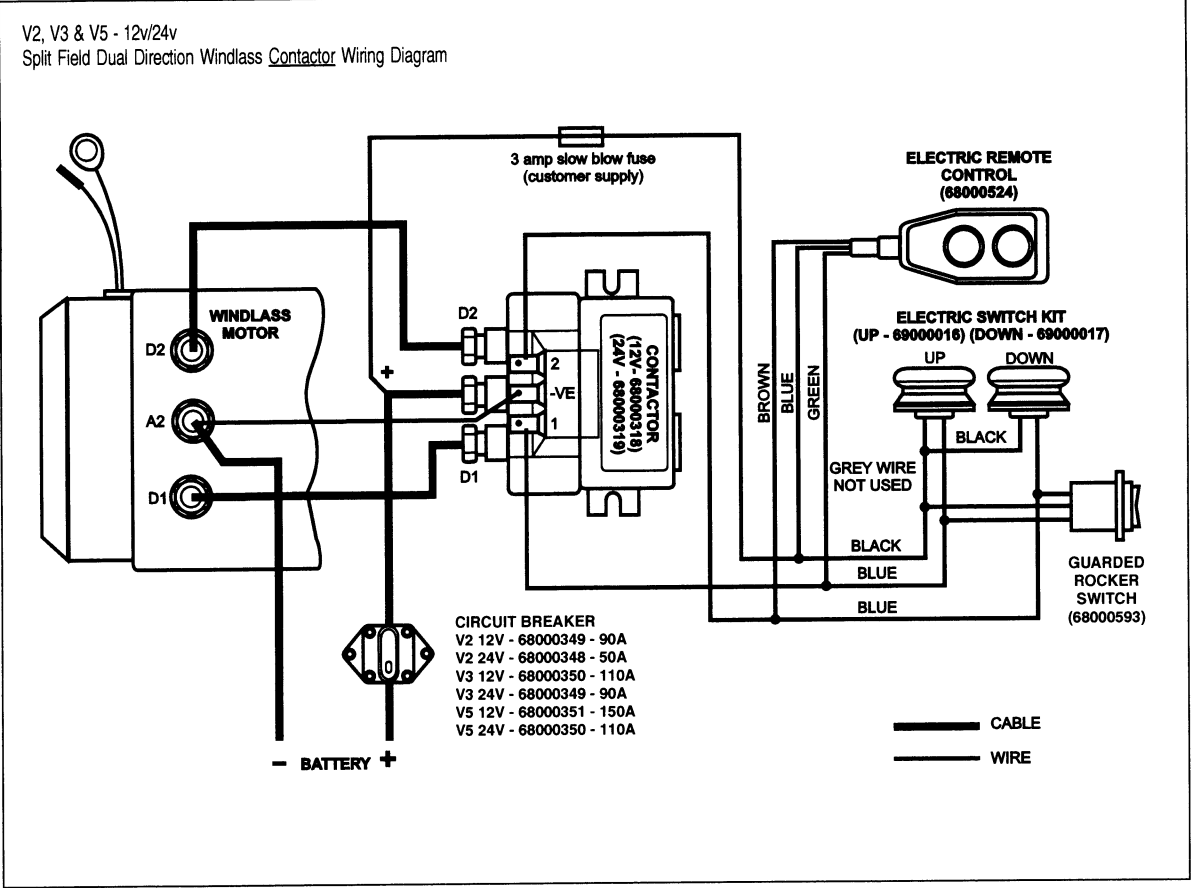 V2, V3 & V5 - 12v/24v
Split Field Dual Direction Windlass Contactor Wiring Diagram
3 amp slow blow fuse
(customer supply)
ELECTRIC REMOTE
CONTROL
(68000524)
WINDLASS
MOTOR
D2
A2
D1
D2
+
D1
2
-VE
1
CONTACTOR
(12V- 68000318)
(24V - 68000319)
BROWN
BLUE
GREEN
ELECTRIC SWITCH KIT
(UP - 69000016) (DOWN - 69000017)
UP
DOWN
BLACK
GREY WIRE
NOT USED
BLACK
BLUE
BLUE
GUARDED
ROCKER
SWITCH
(68000593)
CIRCUIT BREAKER
V2 12V - 68000349 - 90A
V2 24V - 68000348 - 50A
V3 12V - 68000350 - 110A
V3 24V - 68000349 - 90A
V5 12V - 68000351 - 150A
V5 24V - 68000350 - 110A
- BATTERY +
CABLE
WIRE